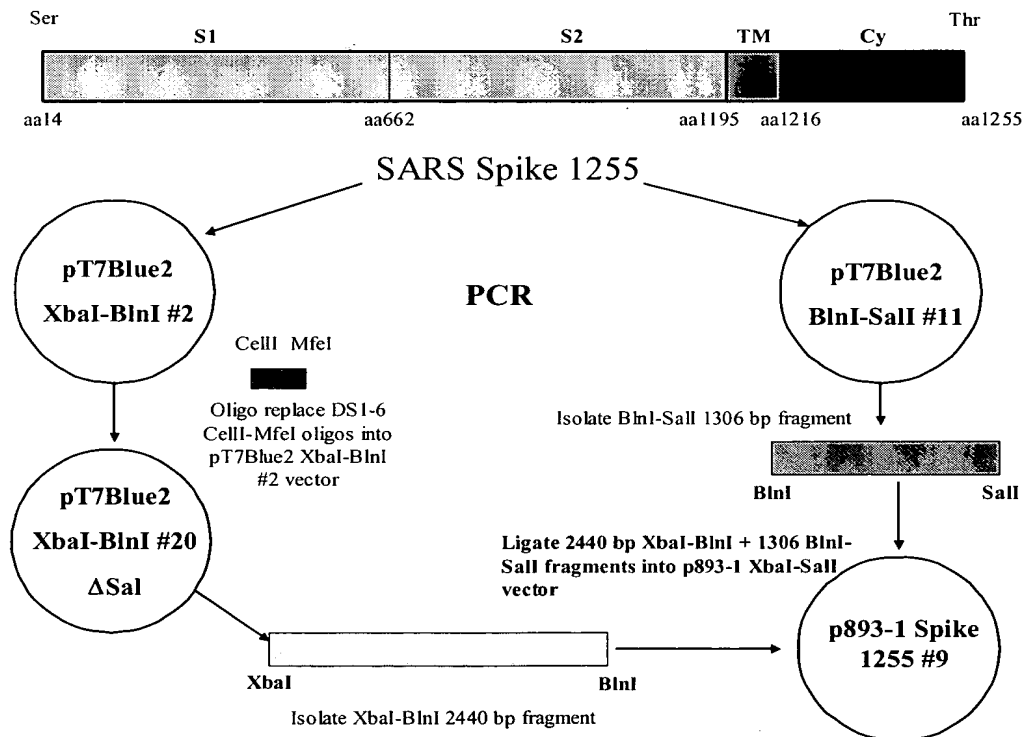 Ser
Thr
S1
S2
TM
Cy
aa14
aa662
aa1195
aa1216
aa1255
SARS Spike 1255
pT7Blue2
XbaI-BlnI #2
PCR
pT7Blue2
BlnI-SalI #11
CelII MfeI
Oligo replace DS1-6
CelII-MfeI oligos into
pT7Blue2 XbaI-BlnI
#2 vector
Isolate BlnI-SalI 1306 bp fragment
BlnI
SalI
pT7Blue2
XbaI-BlnI #20
ΔSal
Ligate 2440 bp XbaI-BlnI + 1306 BlnI-
SalI fragments into p893-1 XbaI-SalI
vector
p893-1 Spike
1255 #9
XbaI
BlnI
Isolate XbaI-BlnI 2440 bp fragment